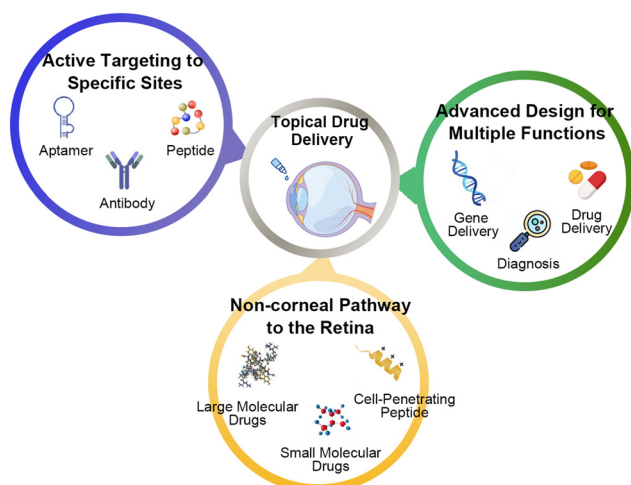 Active Targeting to
Specific Sites
Aptamer
Peptide
Antibody
Topical Drug
Delivery
Advanced Design for
Multiple Functions
Gene
Delivery
Drug
Delivery
Diagnosis
Non-corneal Pathway
to the Retina
Large Molecular
Drugs
Cell-Penetrating
Peptide
Small Molecular
Drugs